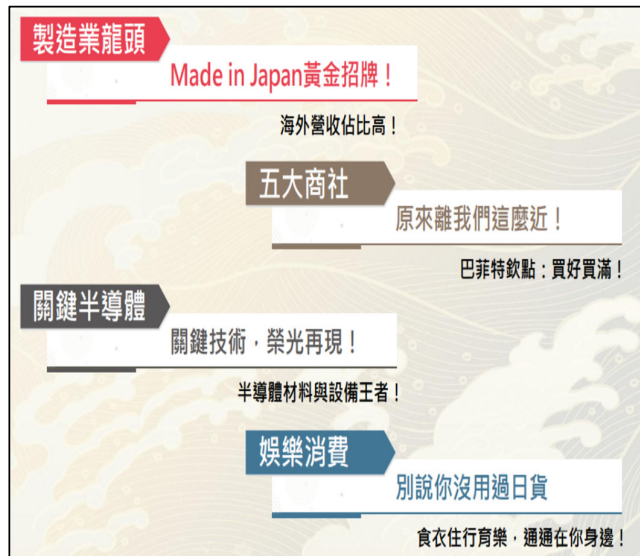 製造業龍頭
Made in Japan黃金招牌！
海外營收佔比高！
五大商社
原來離我們這麼近！
巴菲特欽點：買好買滿！
關鍵半導體
關鍵技術，榮光再現！
半導體材料與設備王者！
娛樂消費
別說你沒用過日貨
食衣住行育樂，通通在你身邊！